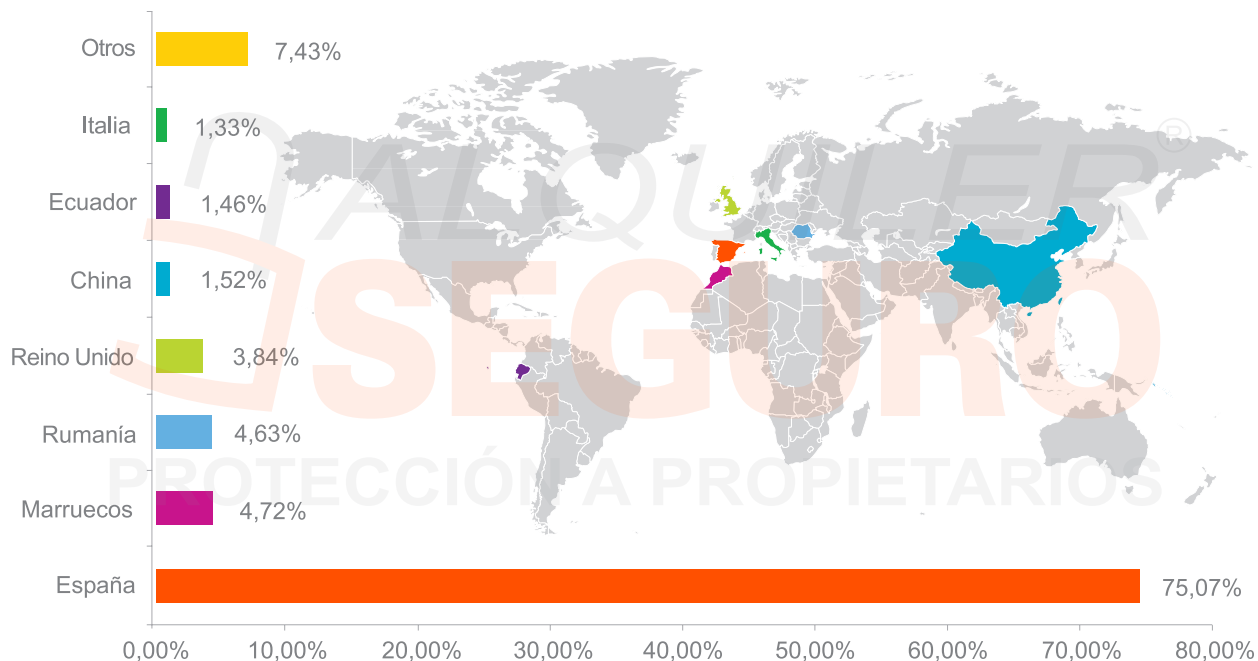 Otros 7,43%
Italia 1,33%
Ecuador 1,46%
China 1,52%
Reino Unido 3,84%
Rumanía 4,63%
Marruecos 4,72%
España 75,07%
0,00% 10,00% 20,00% 30,00% 40,00% 50,00% 60,00% 70,00% 80,00%
ALQUILER ®
SEGURO
PROTECCIÓN A PROPIETARIOS